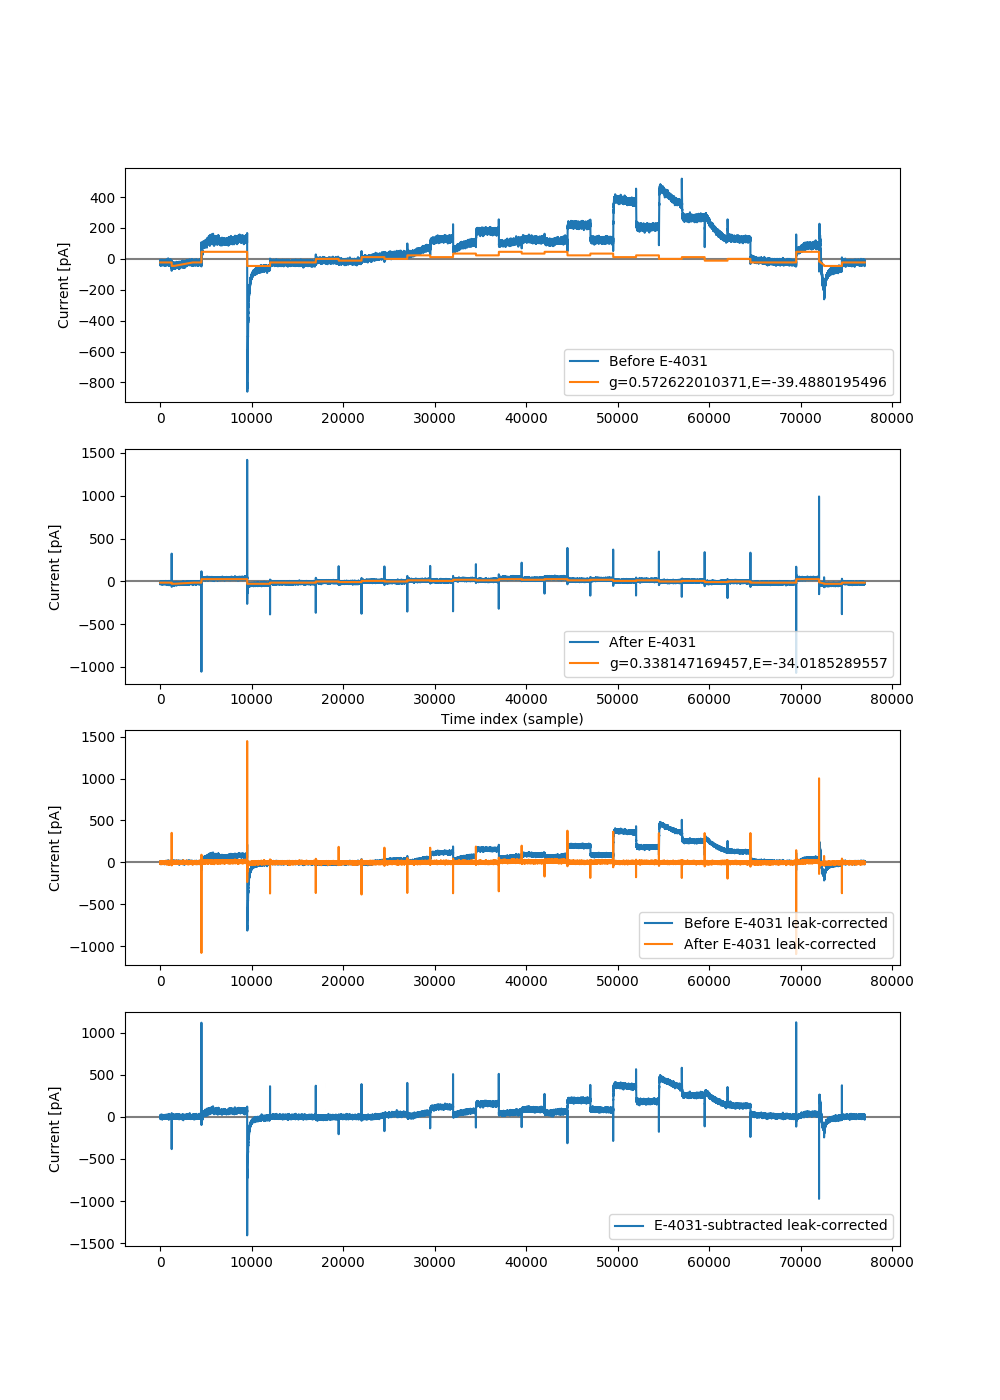 400
200
0
−200
−400
−600
−800
Current [pA]
Before E-4031
g=0.572622010371,E=-39.4880195496
0 10000 20000 30000 40000 50000 60000 70000 80000
1500
1000
500
0
−500
−1000
Current [pA]
After E-4031
g=0.338147169457,E=-34.0185289557
0 10000 20000 30000 40000 50000 60000 70000 80000
Time index (sample)
1500
1000
500
0
−500
−1000
Current [pA]
Before E-4031 leak-corrected
After E-4031 leak-corrected
0 10000 20000 30000 40000 50000 60000 70000 80000
1000
500
0
−500
−1000
−1500
Current [pA]
E-4031-subtracted leak-corrected
0 10000 20000 30000 40000 50000 60000 70000 80000